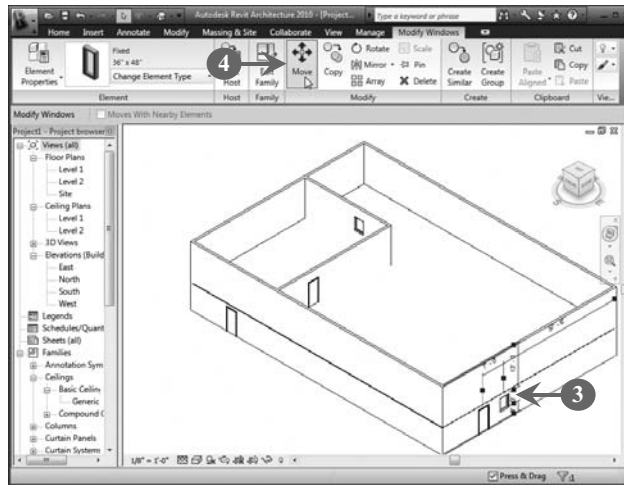 Autodesk Revit Architecture 2010 - [Project...
Type a keyword or phrase
Home Insert Annotate Modify Massing & Site Collaborate View Manage Modify Windows
Element Properties
Fixed
36" x 48"
Change Element Type
Host
Edit Family
Move
Copy
Rotate
Mirror
Array
Scale
Pin
Delete
Create Similar
Create Group
Paste Aligned
Cut
Copy
Paste
Element Host Family Modify Create Clipboard Vie...
4
Modify Windows Moves With Nearby Elements
Project1 - Project browser
Views (all)
Floor Plans
Level 1
Level 2
Site
Ceiling Plans
Level 1
Level 2
3D Views
Elevations (Build
East
North
South
West
Legends
Schedules/Quant
Sheets (all)
Families
Annotation Sym
Ceilings
Basic Ceilin
Generic
Compound C
Columns
Curtain Panels
Curtain Systems
3
1/8" = 1'-0"
Press & Drag
:1